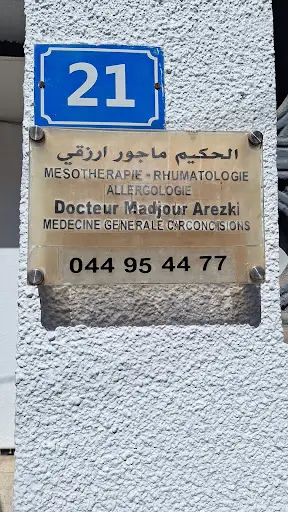 21
الحكيم ماجور ارزقي
MESOTHERAPIE - RHUMATOLOGIE
ALLERGOLOGIE
Docteur Madjour Arezki
MEDECINE GENERALE CIRCONCISIONS
044 95 44 77